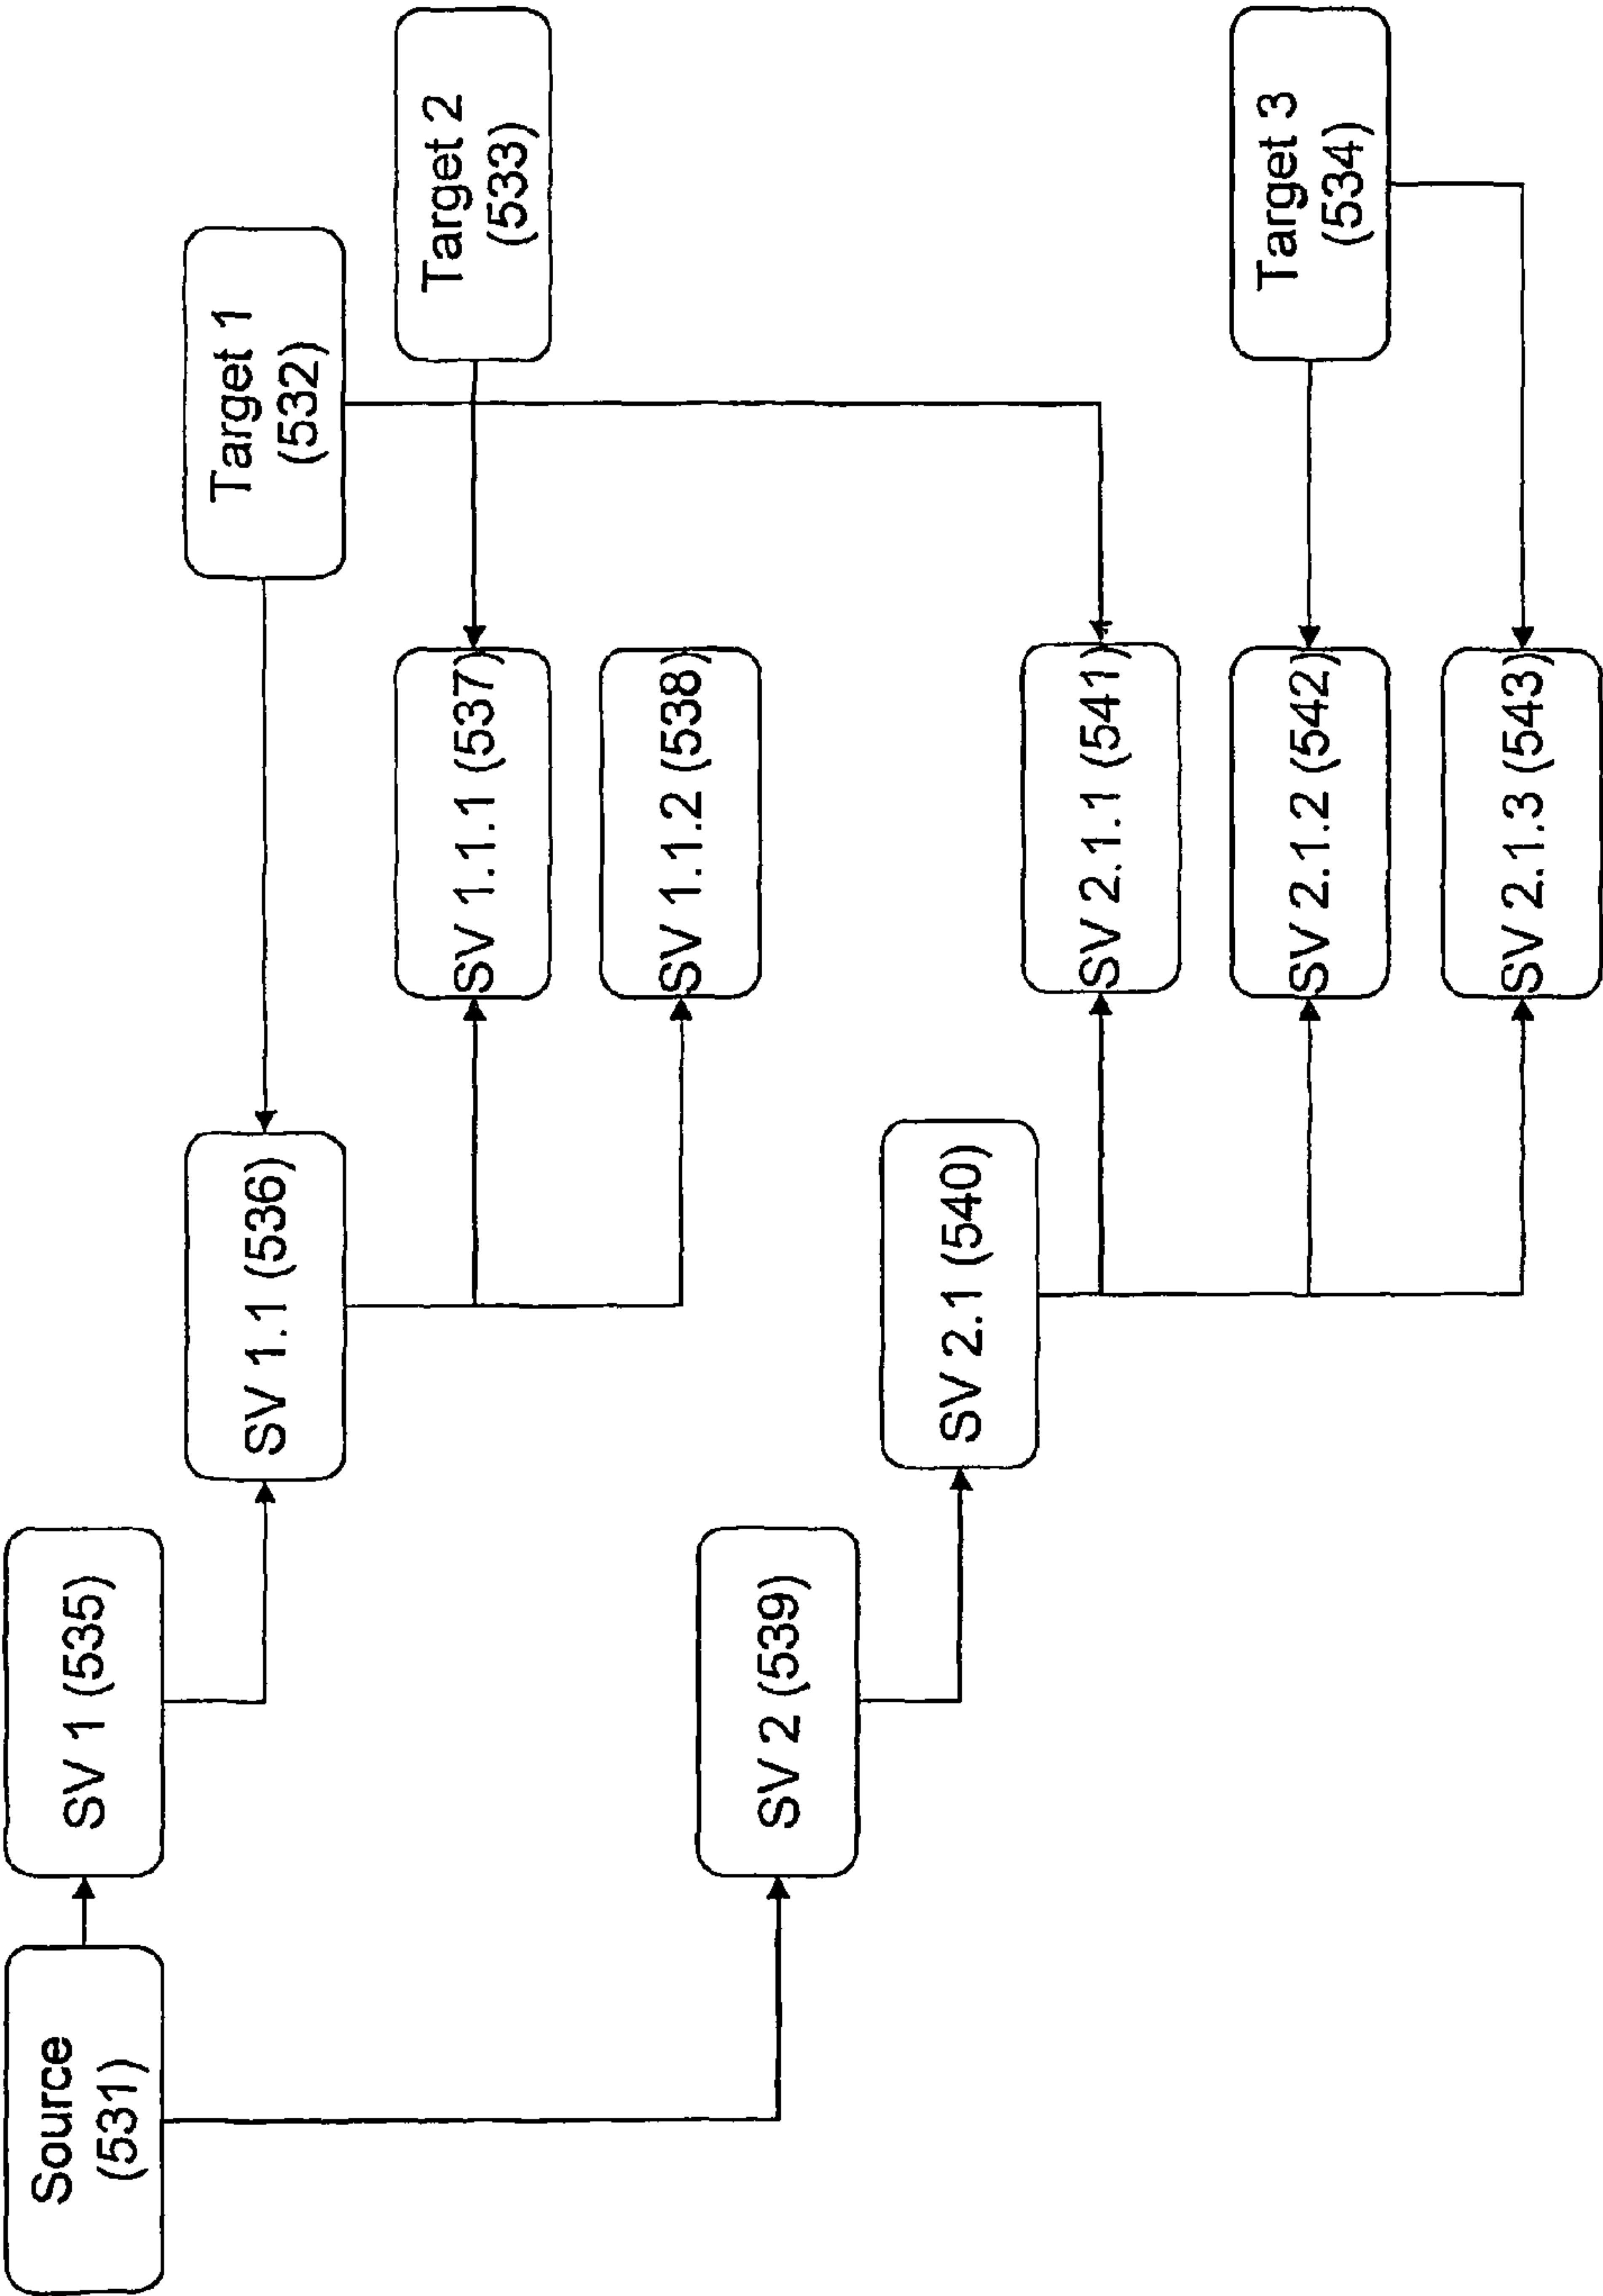 Source
(531)
SV 1 (535)
SV 1.1 (536)
Target 1
(532)
SV 1.1.1 (537)
Target 2
(533)
SV 1.1.2 (538)
SV 2 (539)
SV 2.1 (540)
SV 2.1.1 (541)
SV 2.1.2 (542)
Target 3
(534)
SV 2.1.3 (543)